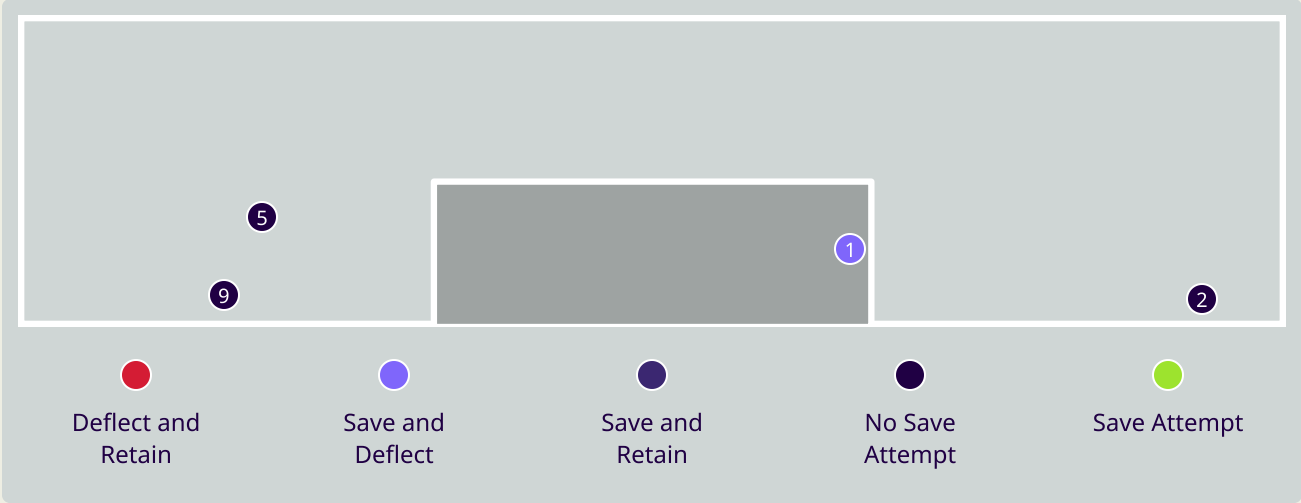 5
1
9
2
Deflect and
Retain
Save and
Deflect
Save and
Retain
No Save
Attempt
Save Attempt